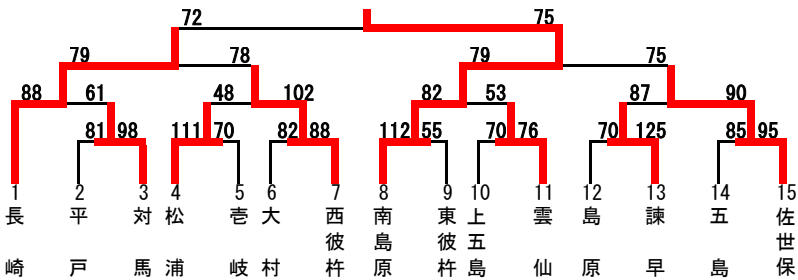 72 75
79 78 79 75
88 61 48 102 82 53 87 90
81 98 111 70 82 88 112 55 70 76 70 125 85 95
1 2 3 4 5 6 7 8 9 10 11 12 13 14 15
長崎
平戸
対馬
松浦
壱岐
大村
西彼杵
南島原
東彼杵
上五島
雲仙
島原
諫早
五島
佐世保